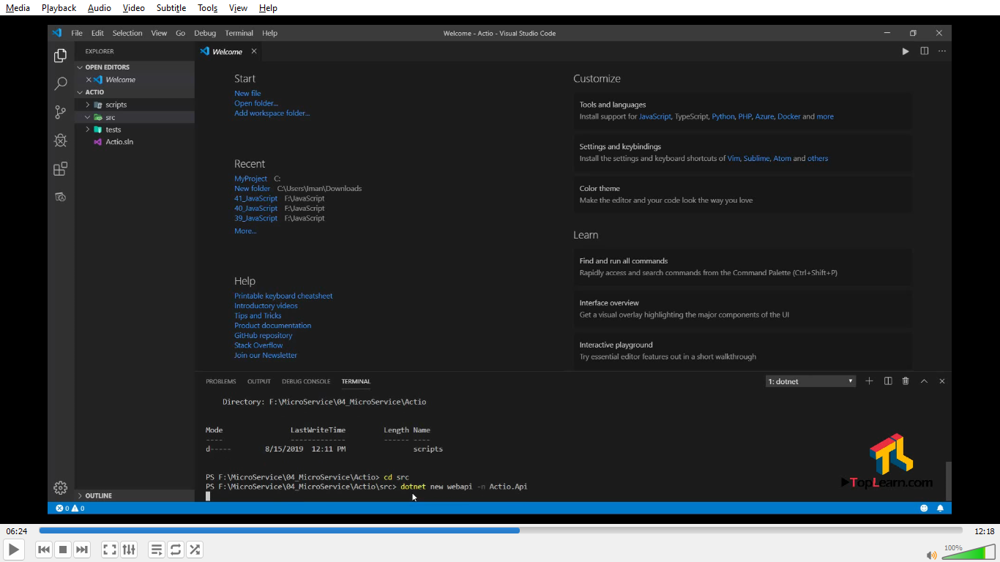 Media Playback Audio Video Subtitle Tools View Help
File Edit Selection View Go Debug Terminal Help
Welcome - Actio - Visual Studio Code
EXPLORER
OPEN EDITORS
Welcome
ACTIO
scripts
src
tests
Actio.sln
OUTLINE
Welcome
Start
New file
Open folder...
Add workspace folder...
Recent
MyProject C:
New folder C:\Users\Iman\Downloads
41_JavaScript F:\JavaScript
40_JavaScript F:\JavaScript
39_JavaScript F:\JavaScript
More...
Help
Printable keyboard cheatsheet
Introductory videos
Tips and Tricks
Product documentation
GitHub repository
Stack Overflow
Join our Newsletter
Customize
Tools and languages
Install support for JavaScript, TypeScript, Python, PHP, Azure, Docker and more
Settings and keybindings
Install the settings and keyboard shortcuts of Vim, Sublime, Atom and others
Color theme
Make the editor and your code look the way you love
Learn
Find and run all commands
Rapidly access and search commands from the Command Palette (Ctrl+Shift+P)
Interface overview
Get a visual overlay highlighting the major components of the UI
Interactive playground
Try essential editor features out in a short walkthrough
PROBLEMS OUTPUT DEBUG CONSOLE TERMINAL
1: dotnet
Directory: F:\MicroService\04_MicroService\Actio
Mode LastWriteTime Length Name
---- ------------- ------ ----
d----- 8/15/2019 12:11 PM scripts
PS F:\MicroService\04_MicroService\Actio> cd src
PS F:\MicroService\04_MicroService\Actio\src> dotnet new webapi -n Actio.Api
TopLearn.com
0 0
06:24
12:18
100%